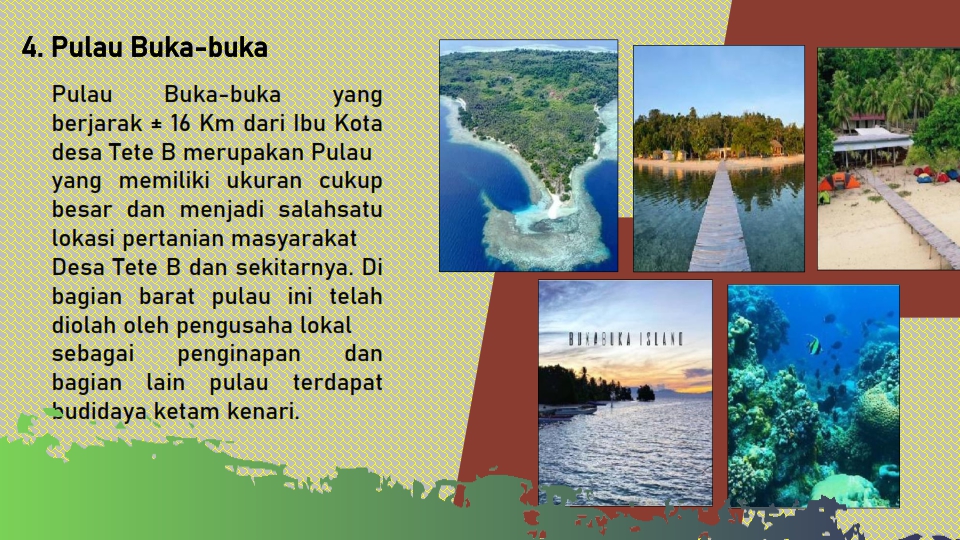 4. Pulau Buka-buka
Pulau Buka-buka yang
berjarak ± 16 Km dari Ibu Kota
desa Tete B merupakan Pulau
yang memiliki ukuran cukup
besar dan menjadi salahsatu
lokasi pertanian masyarakat
Desa Tete B dan sekitarnya. Di
bagian barat pulau ini telah
diolah oleh pengusaha lokal
sebagai penginapan dan
bagian lain pulau terdapat
budidaya ketam kenari.
BUKABUKA ISLAND